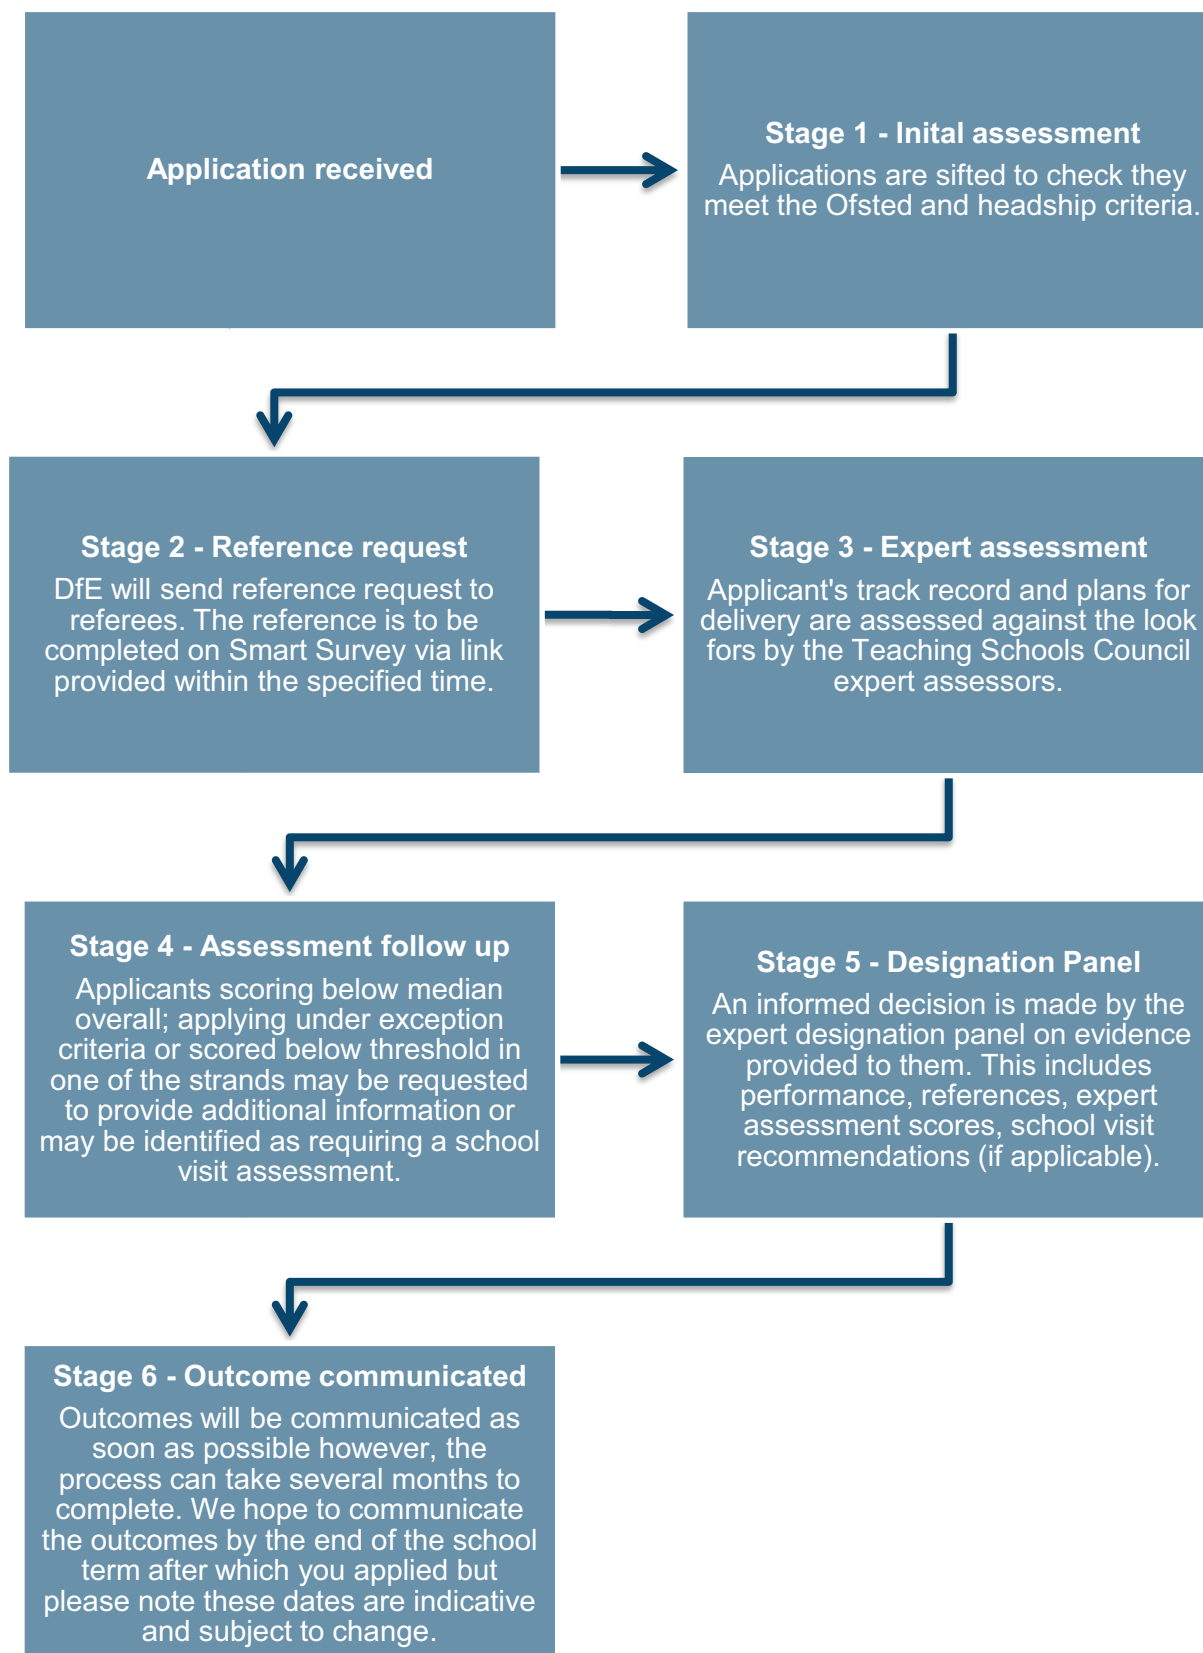 Application received
Stage 1 - Inital assessment
Applications are sifted to check they
meet the Ofsted and headship criteria.
Stage 2 - Reference request
DfE will send reference request to
referees. The reference is to be
completed on Smart Survey via link
provided within the specified time.
Stage 3 - Expert assessment
Applicant's track record and plans for
delivery are assessed against the look
fors by the Teaching Schools Council
expert assessors.
Stage 4 - Assessment follow up
Applicants scoring below median
overall; applying under exception
criteria or scored below threshold in
one of the strands may be requested
to provide additional information or
may be identified as requiring a school
visit assessment.
Stage 5 - Designation Panel
An informed decision is made by the
expert designation panel on evidence
provided to them. This includes
performance, references, expert
assessment scores, school visit
recommendations (if applicable).
Stage 6 - Outcome communicated
Outcomes will be communicated as
soon as possible however, the
process can take several months to
complete. We hope to communicate
the outcomes by the end of the school
term after which you applied but
please note these dates are indicative
and subject to change.